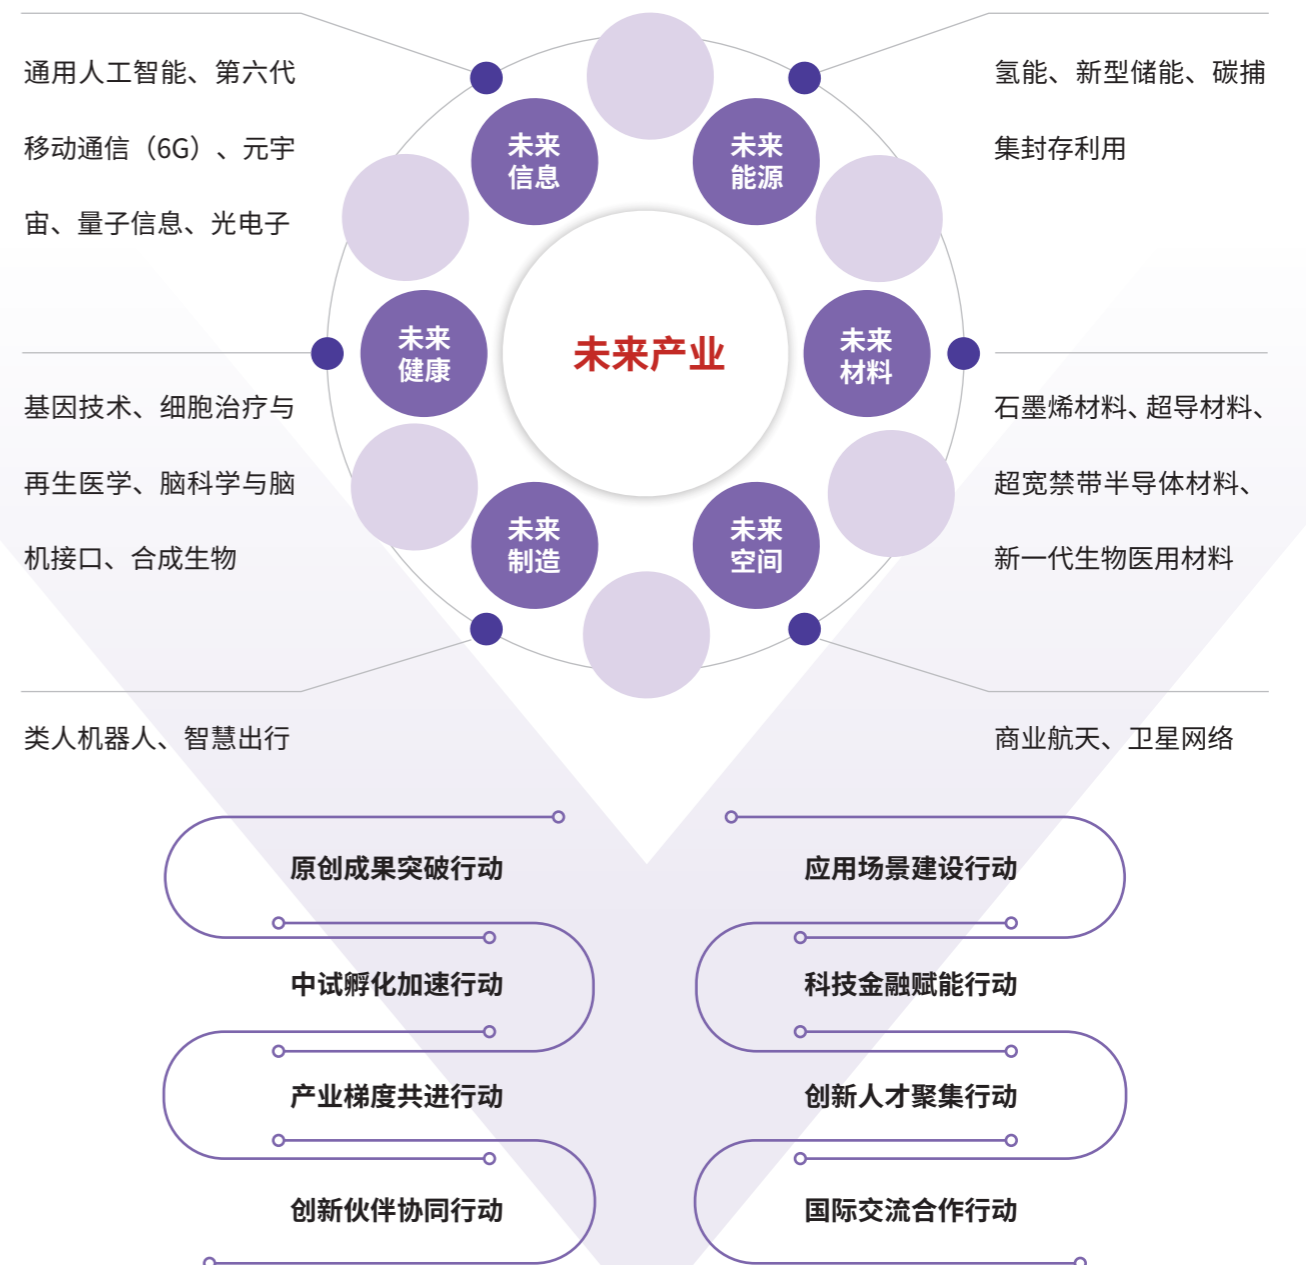 通用人工智能、第六代
移动通信（6G）、元宇
宙、量子信息、光电子
未来
信息
未来
能源
氢能、新型储能、碳捕
集封存利用
未来
健康
未来产业
未来
材料
基因技术、细胞治疗与
再生医学、脑科学与脑
机接口、合成生物
石墨烯材料、超导材料、
超宽禁带半导体材料、
新一代生物医用材料
未来
制造
未来
空间
类人机器人、智慧出行
商业航天、卫星网络
原创成果突破行动
应用场景建设行动
中试孵化加速行动
科技金融赋能行动
产业梯度共进行动
创新人才聚集行动
创新伙伴协同行动
国际交流合作行动